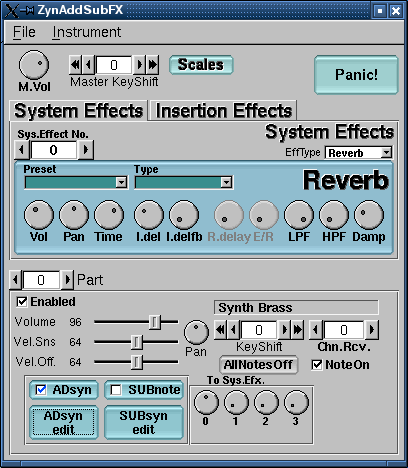 ZynAddSubFX
File Instrument
M.Vol
0
Master KeyShift
Scales
Panic!
System Effects Insertion Effects
Sys.Effect No.
0
System Effects
EffType Reverb
Preset Type
Reverb
Vol Pan Time I.del I.delfb R.delay E/R LPF HPF Damp
0 Part
Enabled
Volume 96
Vel.Sns 64
Vel.Off. 64
Pan
Synth Brass
0 0
KeyShift Chn.Rcv.
AllNotesOff NoteOn
ADsyn SUBnote
ADsyn edit
SUBsyn edit
To Sys.Efx.
0 1 2 3